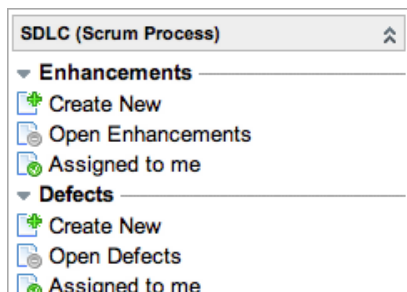 SDLC (Scrum Process)
Enhancements
Create New
Open Enhancements
Assigned to me
Defects
Create New
Open Defects
Assigned to me